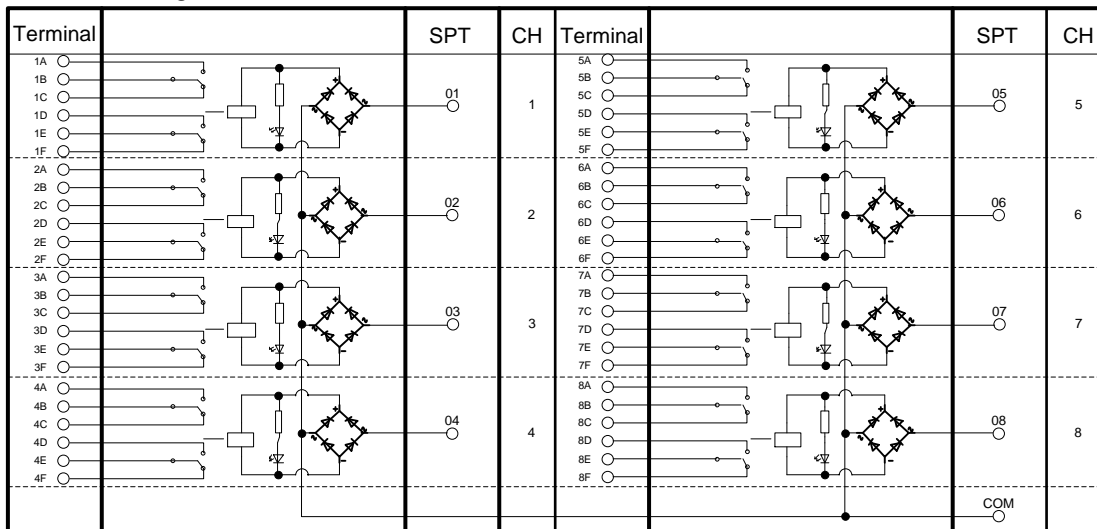 Terminal SPT CH Terminal SPT CH
1A
1B
1C
1D
1E
1F
01
1
2A
2B
2C
2D
2E
2F
02
2
3A
3B
3C
3D
3E
3F
03
3
4A
4B
4C
4D
4E
4F
04
4
5A
5B
5C
5D
5E
5F
05
5
6A
6B
6C
6D
6E
6F
06
6
7A
7B
7C
7D
7E
7F
07
7
8A
8B
8C
8D
8E
8F
08
8
COM